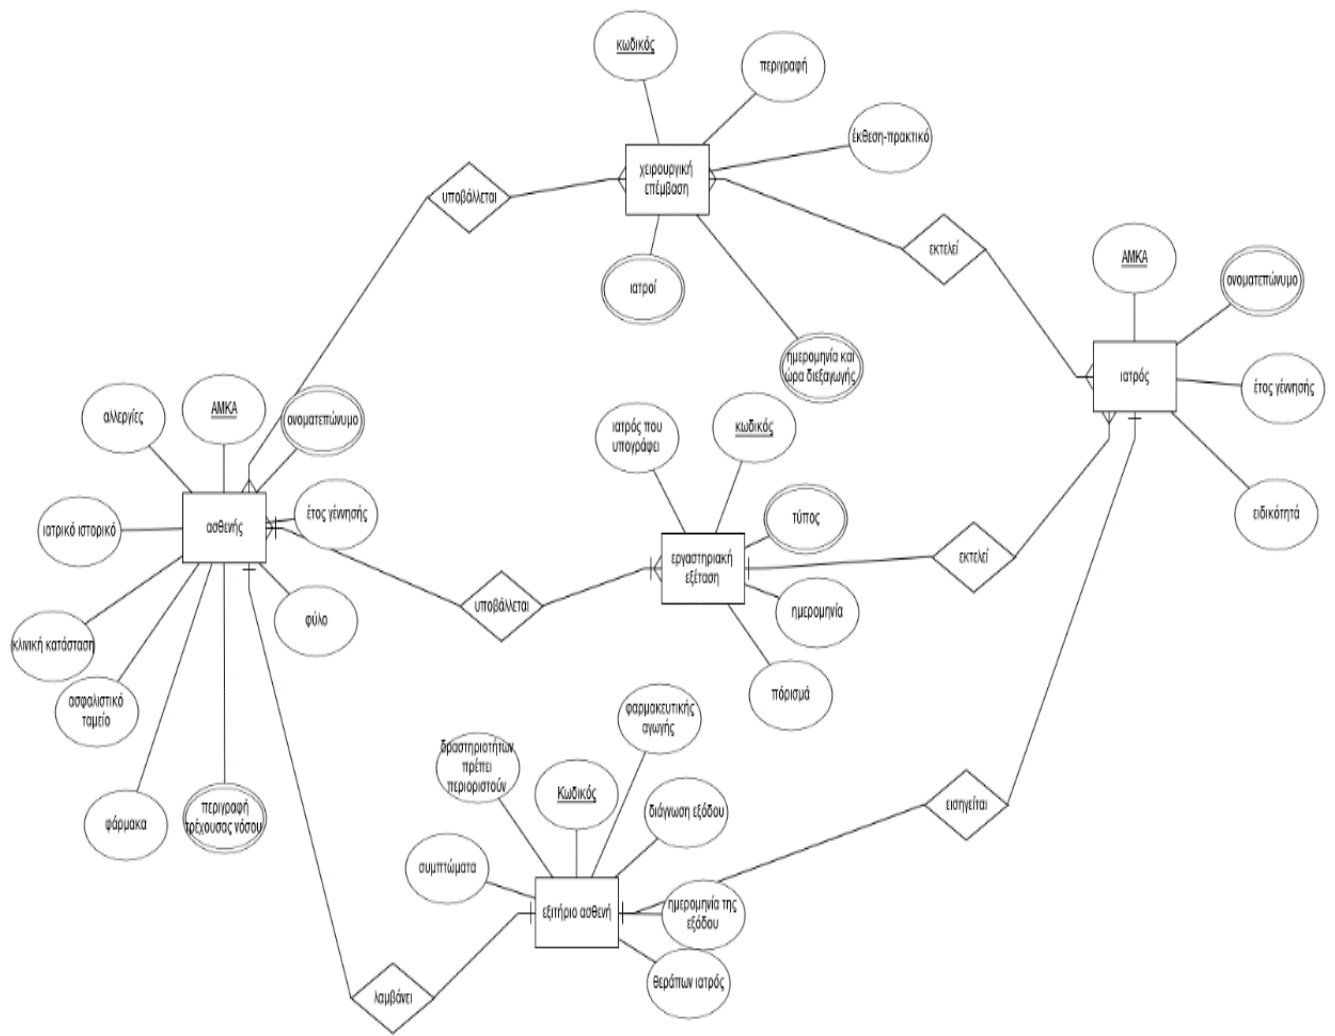 κωδικός
περιγραφή
έκθεση-πρακτικό
χειρουργική
επέμβαση
υποβάλλεται
εκτελεί
ιατροί
ημερομηνία και
ώρα διεξαγωγής
ΑΜΚΑ
ονοματεπώνυμο
ιατρός
έτος γέννησής
ειδικότητά
αλλεργίες
ΑΜΚΑ
ονοματεπώνυμο
ιατρικό ιστορικό
ασθενής
έτος γέννησής
κλινική κατάσταση
φύλο
ασφαλιστικό
ταμείο
φάρμακα
περιγραφή
τρέχουσας νόσου
υποβάλλεται
ιατρός που
υπογράφει
κωδικός
τύπος
εργαστηριακή
εξέταση
εκτελεί
ημερομηνία
πόρισμά
φαρμακευτικής
αγωγής
δραστηριοτήτων
πρέπει
περιοριστούν
Κωδικός
διάγνωση εξόδου
εισηγείται
συμπτώματα
εξιτήριο ασθενή
ημερομηνία της
εξόδου
θεράπων ιατρός
λαμβάνει